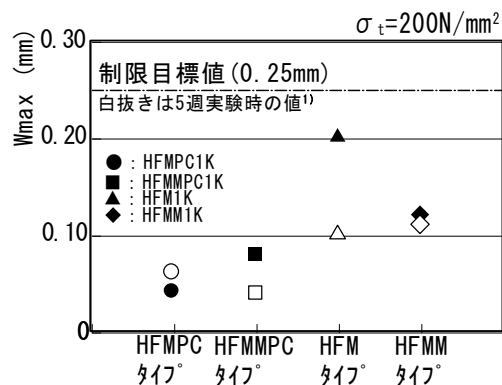 σt=200N/mm²
0.30
制限目標値(0.25mm)
白抜きは5週実験時の値¹⁾
Wmax (mm)
0.20
●：HFMPC1K
■：HFMMPC1K
▲：HFM1K
◆：HFMM1K
0.10
0
HFMPC HFMMPC HFM HFMM
ﾀｲﾌﾟ ﾀｲﾌﾟ ﾀｲﾌﾟ ﾀｲﾌﾟ